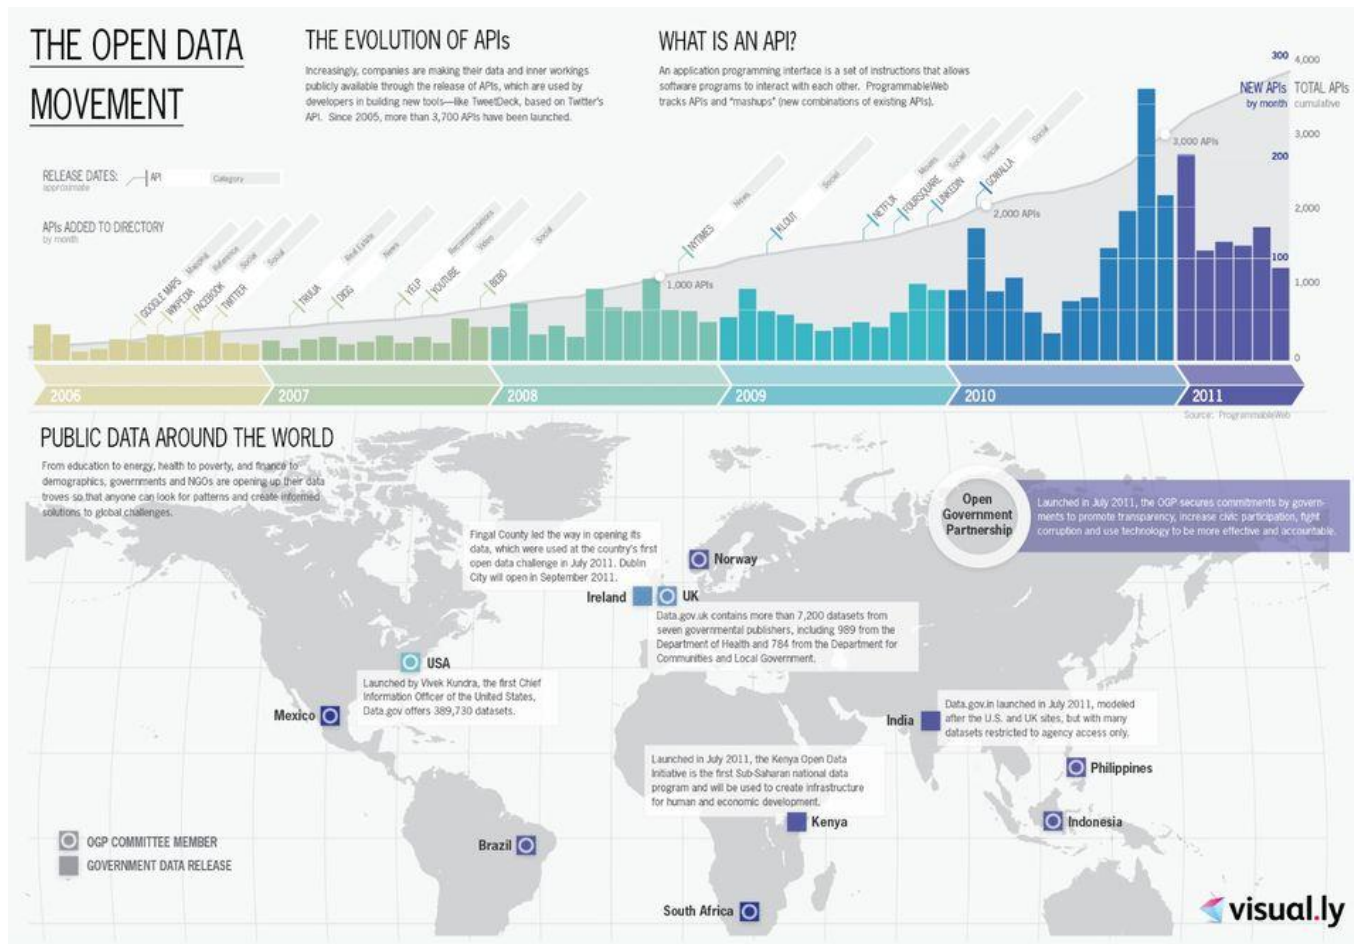 THE OPEN DATA
MOVEMENT
THE EVOLUTION OF APIs
Increasingly, companies are making their data and inner workings
publicly available through the release of APIs, which are used by
developers in building new tools—like TweetDeck, based on Twitter's
API. Since 2005, more than 3,700 APIs have been launched.
WHAT IS AN API?
An application programming interface is a set of instructions that allows
software programs to interact with each other. ProgrammableWeb
tracks APIs and "mashups" (new combinations of existing APIs).
RELEASE DATES:
approximate
API
Category
APIs ADDED TO DIRECTORY
by month
GOOGLE MAPS Mapping
WIKIPEDIA Reference
FACEBOOK Social
TWITTER Social
TRULIA Real Estate
DIGG News
YELP Recommendations
YOUTUBE Video
BEBO Social
NYTIMES News
KLOUT Social
NETFLIX Movies
FOURSQUARE Social
LINKEDIN Social
GOWALLA Social
1,000 APIs
2,000 APIs
3,000 APIs
NEW APIs
by month
TOTAL APIs
cumulative
300
200
100
4,000
3,000
2,000
1,000
0
2006
2007
2008
2009
2010
2011
Source: ProgrammableWeb
PUBLIC DATA AROUND THE WORLD
From education to energy, health to poverty, and finance to
demographics, governments and NGOs are opening up their data
troves so that anyone can look for patterns and create informed
solutions to global challenges.
Open
Government
Partnership
Launched in July 2011, the OGP secures commitments by govern-
ments to promote transparency, increase civic participation, fight
corruption and use technology to be more effective and accountable.
Fingal County led the way in opening its
data, which were used at the country's first
open data challenge in July 2011. Dublin
City will open in September 2011.
Norway
Ireland
UK
Data.gov.uk contains more than 7,200 datasets from
seven governmental publishers, including 989 from the
Department of Health and 784 from the Department for
Communities and Local Government.
USA
Launched by Vivek Kundra, the first Chief
Information Officer of the United States,
Data.gov offers 389,730 datasets.
Mexico
India
Data.gov.in launched in July 2011, modeled
after the U.S. and UK sites, but with many
datasets restricted to agency access only.
Launched in July 2011, the Kenya Open Data
Initiative is the first Sub-Saharan national data
program and will be used to create infrastructure
for human and economic development.
Kenya
Philippines
Indonesia
Brazil
South Africa
OGP COMMITTEE MEMBER
GOVERNMENT DATA RELEASE
visual.ly